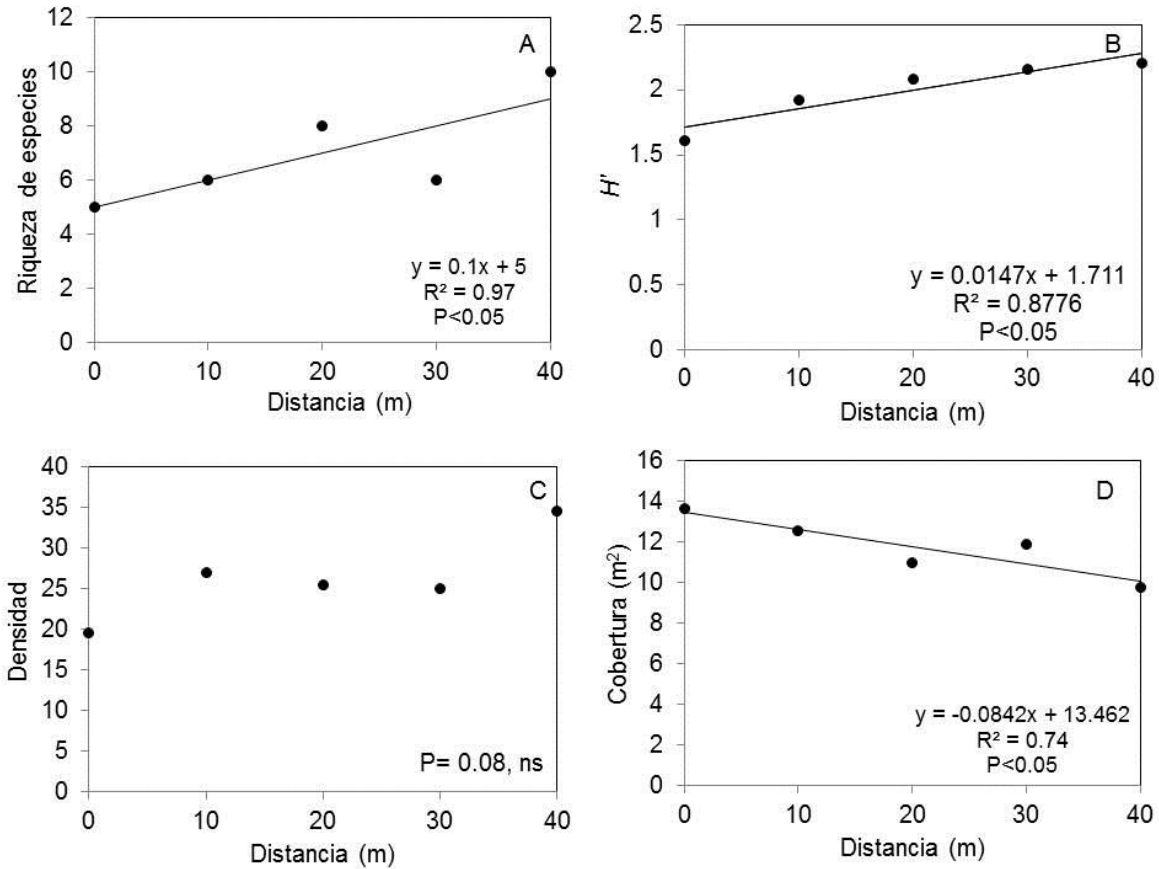 A
Riqueza de especies
12
10
8
6
4
2
0
y = 0.1x + 5
R² = 0.97
P<0.05
0 10 20 30 40
Distancia (m)
B
H'
2.5
2
1.5
1
0.5
0
y = 0.0147x + 1.711
R² = 0.8776
P<0.05
0 10 20 30 40
Distancia (m)
C
Densidad
40
35
30
25
20
15
10
5
0
P= 0.08, ns
0 10 20 30 40
Distancia (m)
D
Cobertura (m²)
16
14
12
10
8
6
4
2
0
y = -0.0842x + 13.462
R² = 0.74
P<0.05
0 10 20 30 40
Distancia (m)